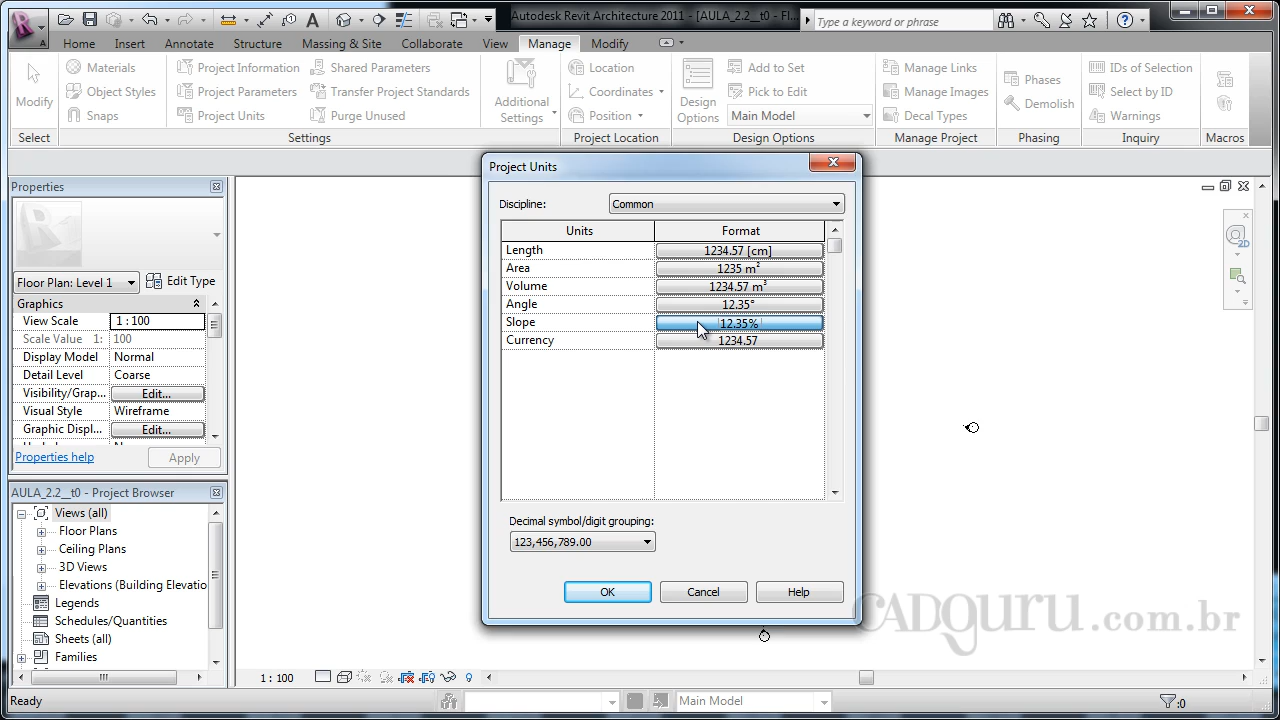 Autodesk Revit Architecture 2011 - [AULA_2.2__t0 - Fl...
Type a keyword or phrase
Home Insert Annotate Structure Massing & Site Collaborate View Manage Modify
Modify
Materials
Object Styles
Snaps
Project Information
Project Parameters
Project Units
Shared Parameters
Transfer Project Standards
Purge Unused
Additional
Settings
Location
Coordinates
Position
Design
Options
Add to Set
Pick to Edit
Main Model
Manage Links
Manage Images
Decal Types
Phases
Demolish
IDs of Selection
Select by ID
Warnings
Select Settings Project Location Design Options Manage Project Phasing Inquiry Macros
Properties
Floor Plan: Level 1 Edit Type
Graphics
View Scale 1 : 100
Scale Value 1: 100
Display Model Normal
Detail Level Coarse
Visibility/Grap... Edit...
Visual Style Wireframe
Graphic Displ... Edit...
Properties help Apply
AULA_2.2__t0 - Project Browser
Views (all)
Floor Plans
Ceiling Plans
3D Views
Elevations (Building Elevatio
Legends
Schedules/Quantities
Sheets (all)
Families
Project Units
Discipline: Common
Units Format
Length 1234.57 [cm]
Area 1235 m²
Volume 1234.57 m³
Angle 12.35°
Slope 12.35%
Currency 1234.57
Decimal symbol/digit grouping:
123,456,789.00
OK Cancel Help
2D
CADGURU.com.br
1 : 100
Ready
Main Model
:0